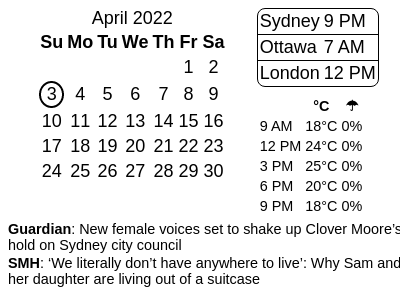 April 2022
Su Mo Tu We Th Fr Sa
1 2
3 4 5 6 7 8 9
10 11 12 13 14 15 16
17 18 19 20 21 22 23
24 25 26 27 28 29 30
Sydney 9 PM
Ottawa 7 AM
London 12 PM
°C ☂
9 AM 18°C 0%
12 PM 24°C 0%
3 PM 25°C 0%
6 PM 20°C 0%
9 PM 18°C 0%
Guardian: New female voices set to shake up Clover Moore’s
hold on Sydney city council
SMH: ‘We literally don’t have anywhere to live’: Why Sam and
her daughter are living out of a suitcase